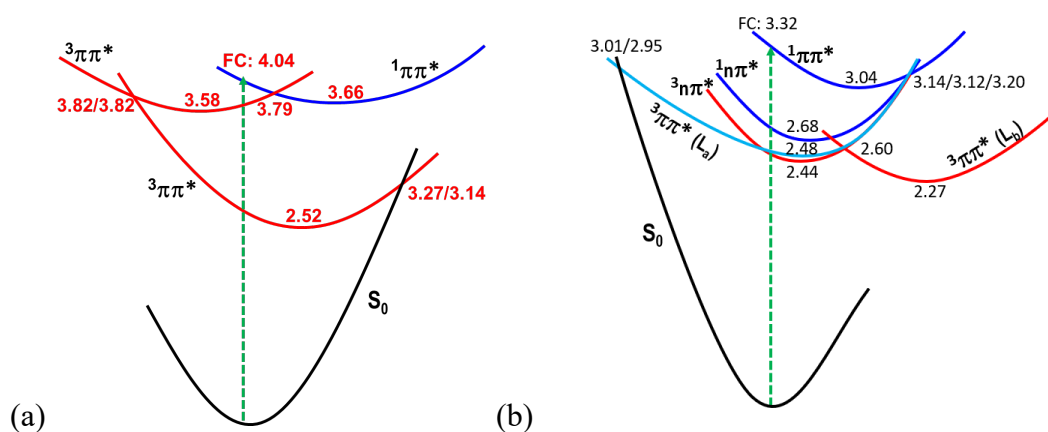 ³ππ*
FC: 4.04
¹ππ*
3.82/3.82
3.58
3.79
3.66
³ππ*
2.52
3.27/3.14
S₀
(a)
FC: 3.32
3.01/2.95
¹ππ*
¹nπ*
³nπ*
3.04
3.14/3.12/3.20
³ππ* (Lₐ)
2.68
2.48
2.60
2.44
³ππ* (L_b)
2.27
S₀
(b)